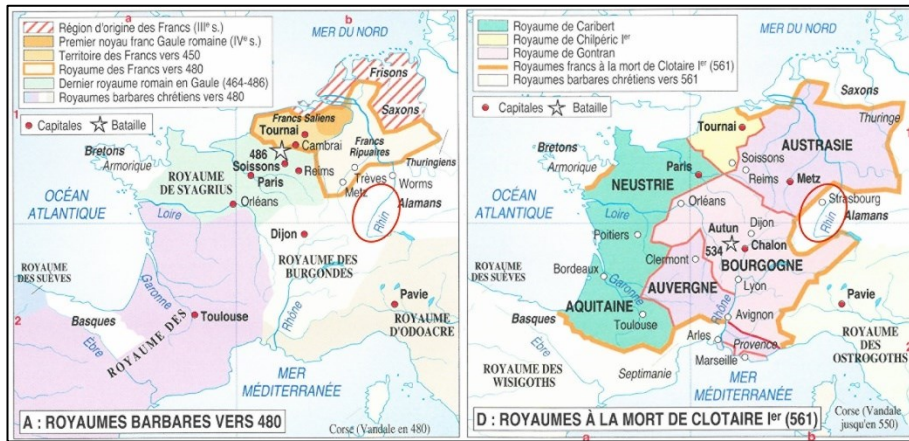 a
b
Région d'origine des Francs (IIIe s.)
Premier noyau franc Gaule romaine (IVe s.)
Territoire des Francs vers 450
Royaume des Francs vers 480
Dernier royaume romain en Gaule (464-486)
Royaumes barbares chrétiens vers 480
Capitales
Bataille
MER DU NORD
Frisons
Saxons
1
Francs Saliens
Tournai
Cambrai
486
Francs
Ripuaires
Bretons
Armorique
Soissons
Reims
Thuringiens
ROYAUME
DE SYAGRIUS
Paris
Trèves
Worms
Metz
OCÉAN
ATLANTIQUE
Orléans
Rhin
Alamans
Loire
Dijon
ROYAUME DES
BURGONDES
ROYAUME
DES SUÈVES
Garonne
Pavie
2
Toulouse
Rhône
ROYAUME
D'ODOACRE
Basques
ROYAUME DES
Èbre
MER
MÉDITERRANÉE
A : ROYAUMES BARBARES VERS 480
Corse (Vandale en 480)
Royaume de Caribert
Royaume de Chilpéric Ier
Royaume de Gontran
Royaumes francs à la mort de Clotaire Ier (561)
Royaumes barbares chrétiens vers 561
Capitales
Bataille
MER DU NORD
Saxons
Thuringe
1
Tournai
AUSTRASIE
Bretons
Armorique
Paris
Soissons
Reims
Metz
NEUSTRIE
OCÉAN
ATLANTIQUE
Orléans
Strasbourg
Rhin
Alamans
Loire
Autun
Dijon
Poitiers
534
Chalon
ROYAUME
DES SUÈVES
Clermont
BOURGOGNE
Bordeaux
Lyon
Garonne
AUVERGNE
Rhône
Pavie
AQUITAINE
Avignon
Basques
Toulouse
ROYAUME
DES
OSTROGOTHS
Èbre
Arles
Provence
2
Septimanie
Marseille
ROYAUME DES
WISIGOTHS
MER
MÉDITERRANÉE
D : ROYAUMES À LA MORT DE CLOTAIRE Ier (561)
Corse (Vandale
jusqu'en 550)
a
b